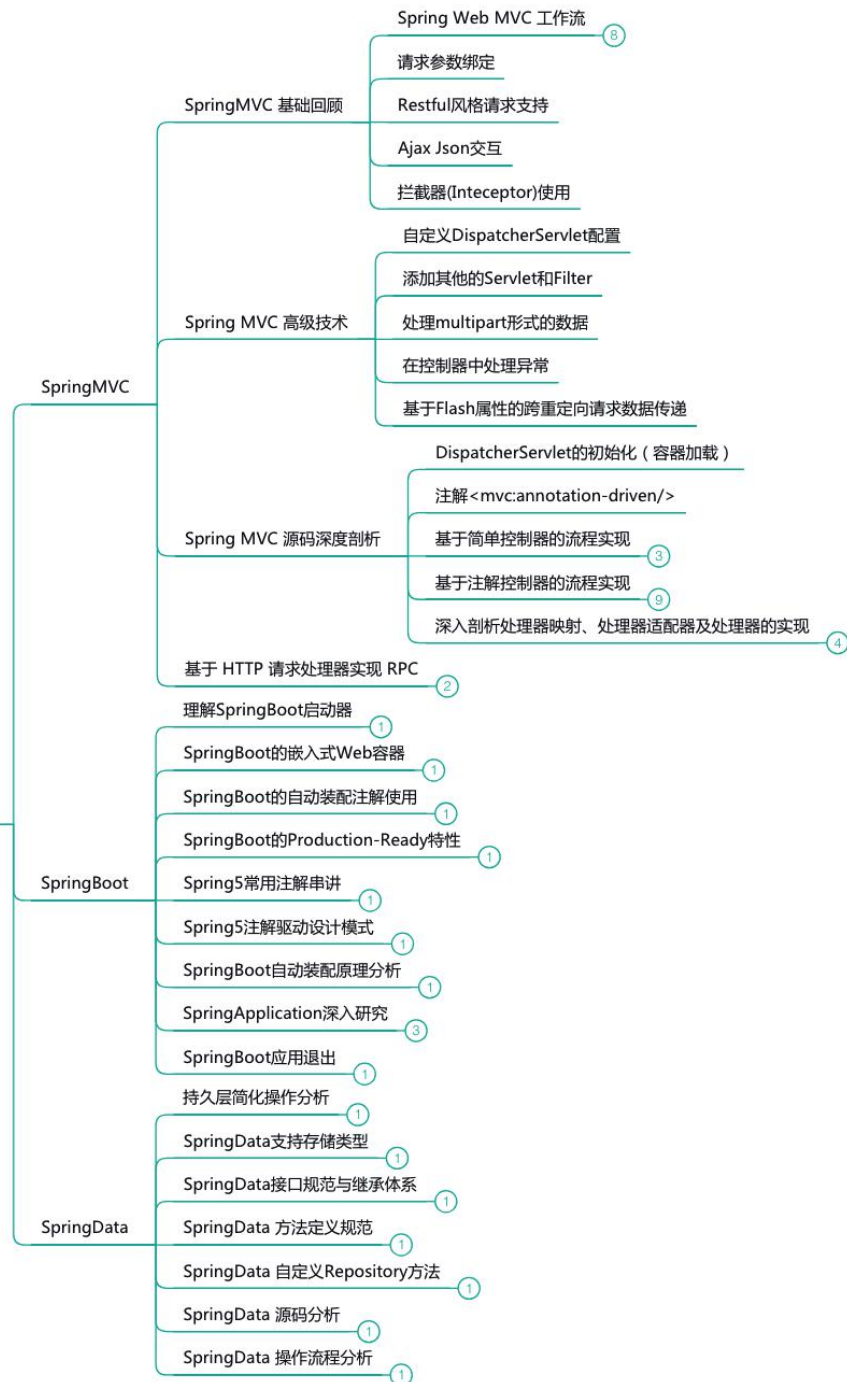 SpringMVC
SpringMVC 基础回顾
Spring Web MVC 工作流
8
请求参数绑定
Restful风格请求支持
Ajax Json交互
拦截器(Inteceptor)使用
Spring MVC 高级技术
自定义DispatcherServlet配置
添加其他的Servlet和Filter
处理multipart形式的数据
在控制器中处理异常
基于Flash属性的跨重定向请求数据传递
Spring MVC 源码深度剖析
DispatcherServlet的初始化（容器加载）
注解<mvc:annotation-driven/>
基于简单控制器的流程实现
3
基于注解控制器的流程实现
9
深入剖析处理器映射、处理器适配器及处理器的实现
4
基于 HTTP 请求处理器实现 RPC
2
SpringBoot
理解SpringBoot启动器
1
SpringBoot的嵌入式Web容器
1
SpringBoot的自动装配注解使用
1
SpringBoot的Production-Ready特性
1
Spring5常用注解串讲
1
Spring5注解驱动设计模式
1
SpringBoot自动装配原理分析
1
SpringApplication深入研究
3
SpringBoot应用退出
1
SpringData
持久层简化操作分析
1
SpringData支持存储类型
1
SpringData接口规范与继承体系
1
SpringData 方法定义规范
1
SpringData 自定义Repository方法
1
SpringData 源码分析
1
SpringData 操作流程分析
1